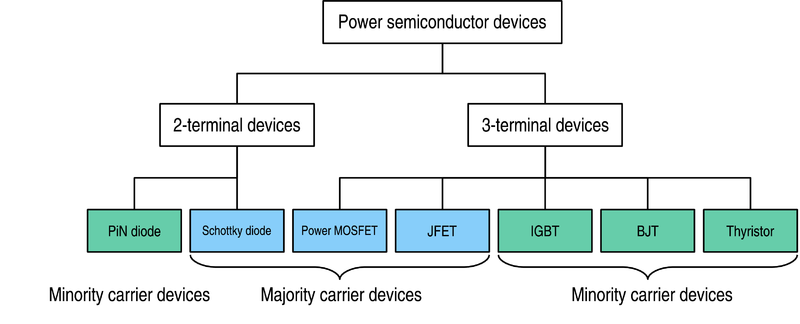 Power semiconductor devices
2-terminal devices
3-terminal devices
PiN diode
Schottky diode
Power MOSFET
JFET
IGBT
BJT
Thyristor
Minority carrier devices
Majority carrier devices
Minority carrier devices